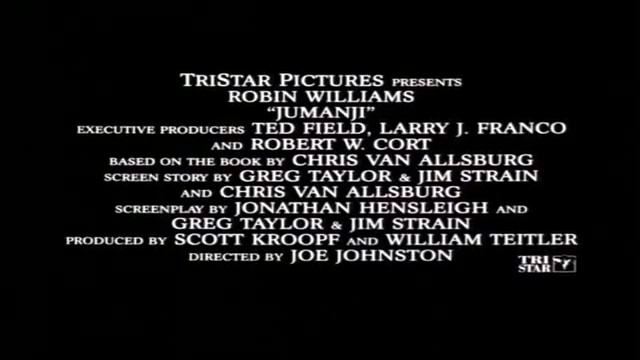 TRISTAR PICTURES PRESENTS
ROBIN WILLIAMS
"JUMANJI"
EXECUTIVE PRODUCERS TED FIELD, LARRY J. FRANCO
AND ROBERT W. CORT
BASED ON THE BOOK BY CHRIS VAN ALLSBURG
SCREEN STORY BY GREG TAYLOR & JIM STRAIN
AND CHRIS VAN ALLSBURG
SCREENPLAY BY JONATHAN HENSLEIGH AND
GREG TAYLOR & JIM STRAIN
PRODUCED BY SCOTT KROOPF AND WILLIAM TEITLER
DIRECTED BY JOE JOHNSTON
TRI
STAR